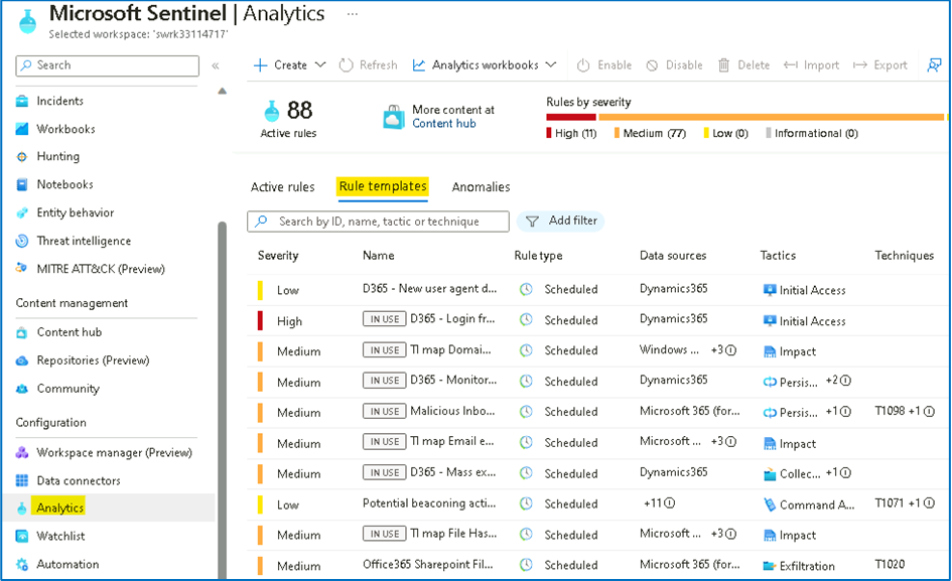 Microsoft Sentinel | Analytics ...
Selected workspace: 'swrk33114717'
Search
«
Incidents
Workbooks
Hunting
Notebooks
Entity behavior
Threat intelligence
MITRE ATT&CK (Preview)
Content management
Content hub
Repositories (Preview)
Community
Configuration
Workspace manager (Preview)
Data connectors
Analytics
Watchlist
Automation
Create Refresh Analytics workbooks Enable Disable Delete Import Export
88
Active rules
More content at
Content hub
Rules by severity
High (11) Medium (77) Low (0) Informational (0)
Active rules Rule templates Anomalies
Search by ID, name, tactic or technique Add filter
Severity Name Rule type Data sources Tactics Techniques
Low D365 - New user agent d... Scheduled Dynamics365 Initial Access
High IN USE D365 - Login fr... Scheduled Dynamics365 Initial Access
Medium IN USE TI map Domai... Scheduled Windows ... +3 Impact
Medium IN USE D365 - Monitor... Scheduled Dynamics365 Persis... +2
Medium IN USE Malicious Inbo... Scheduled Microsoft 365 (for... Persis... +1 T1098 +1
Medium IN USE TI map Email e... Scheduled Microsoft ... +3 Impact
Medium IN USE D365 - Mass ex... Scheduled Dynamics365 Collec... +1
Low Potential beaconing acti... Scheduled +11 Command A... T1071 +1
Medium IN USE TI map File Has... Scheduled Microsoft ... +3 Impact
Medium Office365 Sharepoint Fil... Scheduled Microsoft 365 (for... Exfiltration T1020